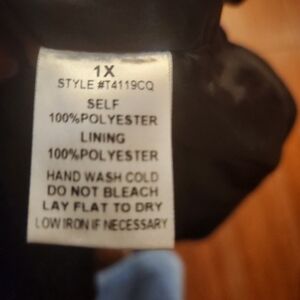 1X
STYLE #T4119CQ
SELF
100%POLYESTER
LINING
100%POLYESTER
HAND WASH COLD
DO NOT BLEACH
LAY FLAT TO DRY
LOW IRON IF NECESSARY